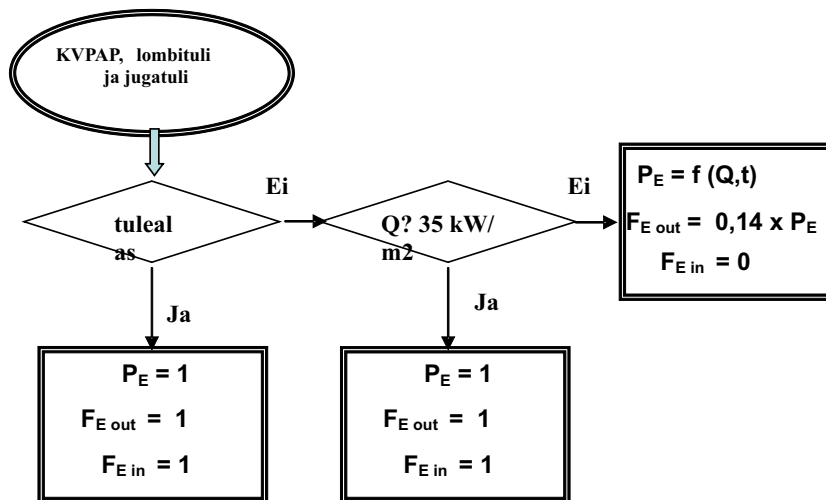 KVPAP, lombituli
ja jugatuli
Ei
Ei
tuleal
as
Q? 35 kW/
m2
P_E = f (Q,t)
F_E out = 0,14 x P_E
F_E in = 0
Ja
Ja
P_E = 1
F_E out = 1
F_E in = 1
P_E = 1
F_E out = 1
F_E in = 1